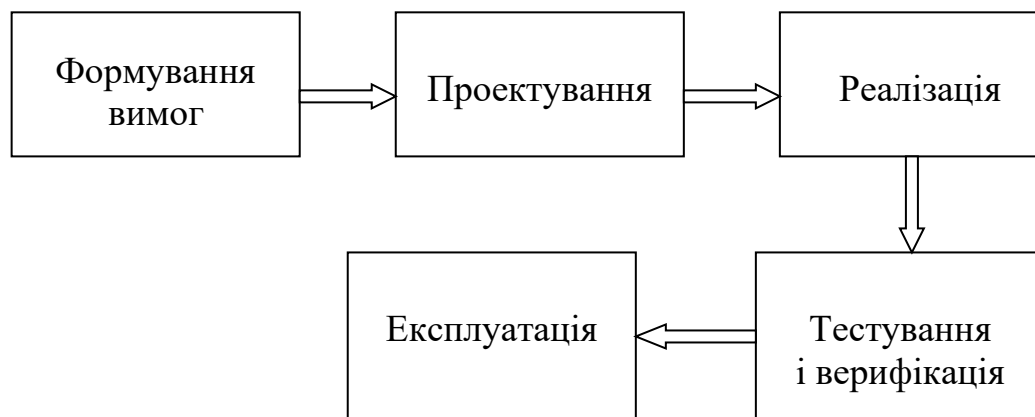 Формування
вимог
Проектування
Реалізація
Експлуатація
Тестування
і верифікація